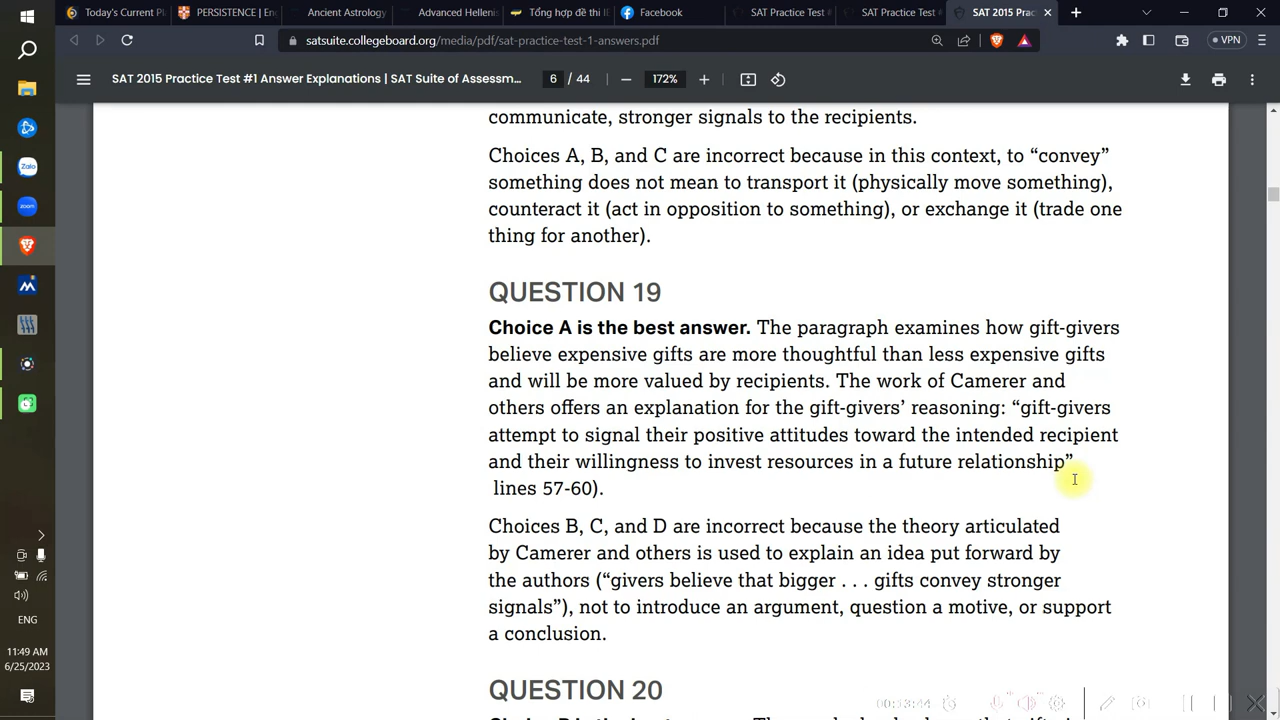 Today's Current Pl
PERSISTENCE | En
Ancient Astrology
Advanced Hellenis
Tổng hợp đề thi IE
Facebook
SAT Practice Test #
SAT Practice Test #
SAT 2015 Prac
satsuite.collegeboard.org/media/pdf/sat-practice-test-1-answers.pdf
VPN
SAT 2015 Practice Test #1 Answer Explanations | SAT Suite of Assessm...
6 / 44
172%
communicate, stronger signals to the recipients.
Choices A, B, and C are incorrect because in this context, to “convey”
something does not mean to transport it (physically move something),
counteract it (act in opposition to something), or exchange it (trade one
thing for another).
QUESTION 19
Choice A is the best answer. The paragraph examines how gift-givers
believe expensive gifts are more thoughtful than less expensive gifts
and will be more valued by recipients. The work of Camerer and
others offers an explanation for the gift-givers’ reasoning: “gift-givers
attempt to signal their positive attitudes toward the intended recipient
and their willingness to invest resources in a future relationship”
lines 57-60).
Choices B, C, and D are incorrect because the theory articulated
by Camerer and others is used to explain an idea put forward by
the authors (“givers believe that bigger . . . gifts convey stronger
signals”), not to introduce an argument, question a motive, or support
a conclusion.
QUESTION 20
Zalo
zoom
ENG
11:49 AM
6/25/2023
00:13:44